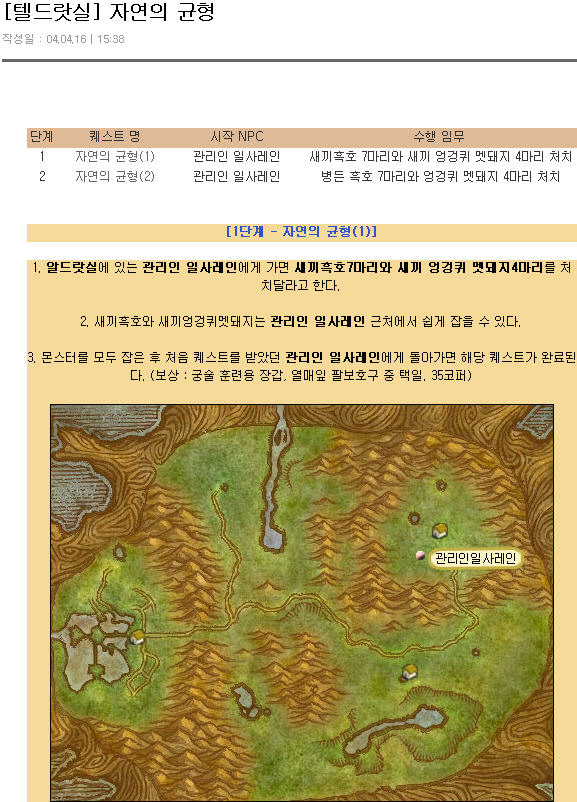 [텔드랏실] 자연의 균형
작성일 : 04.04.16 | 15:38
단계 퀘스트 명 시작 NPC 수행 임무
1 자연의 균형(1) 관리인 일사레인 새끼흑호 7마리와 새끼 엉겅퀴 멧돼지 4마리 처치
2 자연의 균형(2) 관리인 일사레인 병든 흑호 7마리와 엉겅퀴 멧돼지 4마리 처치
[1단계 - 자연의 균형(1)]
1. 알드랏실에 있는 관리인 일사레인에게 가면 새끼흑호7마리와 새끼 엉겅퀴 멧돼지4마리를 처
치달라고 한다.
2. 새끼흑호와 새끼엉겅퀴멧돼지는 관리인 일사레인 근처에서 쉽게 잡을 수 있다.
3. 몬스터를 모두 잡은 후 처음 퀘스트를 받았던 관리인 일사레인에게 돌아가면 해당 퀘스트가 완료된
다. (보상 : 궁술 훈련용 장갑, 열매잎 팔보호구 중 택일, 35코퍼)
관리인일사레인